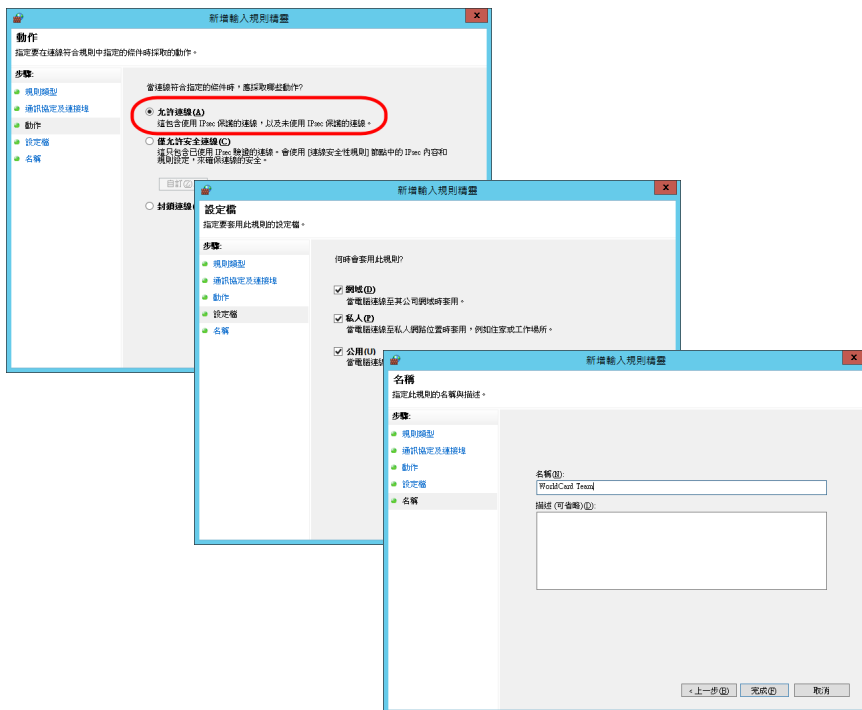 新增輸入規則精靈
x
動作
指定要在連線符合規則中指定的條件時採取的動作。
步驟:
規則類型
通訊協定及連接埠
動作
設定檔
名稱
當連線符合指定的條件時，應採取哪些動作?
允許連線(A)
這包含使用 IPsec 保護的連線，以及未使用 IPsec 保護的連線。
僅允許安全連線(C)
這只包含已使用 IPsec 驗證的連線。會使用 [連線安全性規則] 節點中的 IPsec 內容和
規則設定，來確保連線的安全。
自訂
封鎖連線
新增輸入規則精靈
x
設定檔
指定要套用此規則的設定檔。
步驟:
規則類型
通訊協定及連接埠
動作
設定檔
名稱
何時會套用此規則?
網域(D)
當電腦連線至其公司網域時套用。
私人(P)
當電腦連線至私人網路位置時套用，例如住家或工作場所。
公用(U)
當電腦連線
新增輸入規則精靈
x
名稱
指定此規則的名稱與描述。
步驟:
規則類型
通訊協定及連接埠
動作
設定檔
名稱
名稱(N):
WorldCard Team
描述 (可省略)(D):
<上一步(B)
完成(F)
取消